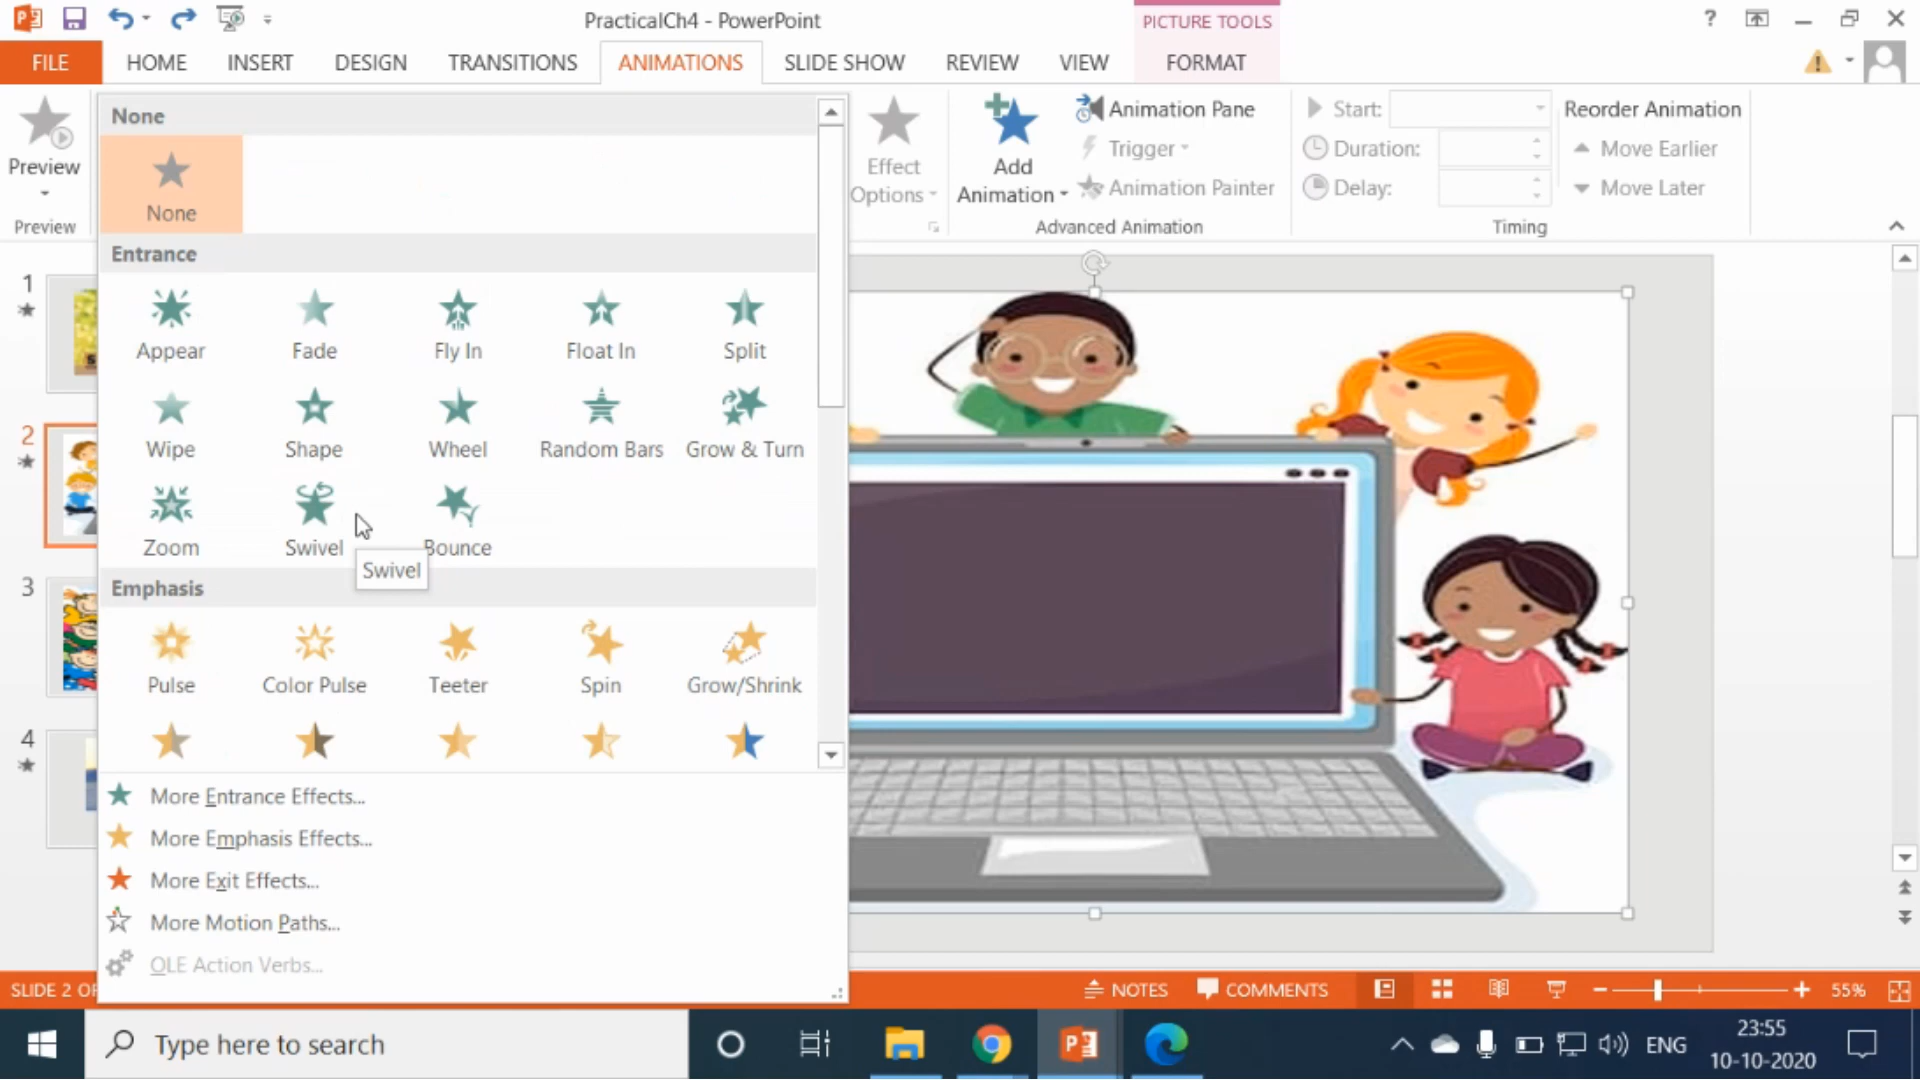 PracticalCh4 - PowerPoint
PICTURE TOOLS
?
FILE
HOME
INSERT
DESIGN
TRANSITIONS
ANIMATIONS
SLIDE SHOW
REVIEW
VIEW
FORMAT
Preview
Preview
None
None
Entrance
Appear
Fade
Fly In
Float In
Split
Wipe
Shape
Wheel
Random Bars
Grow & Turn
Zoom
Swivel
Bounce
Swivel
Emphasis
Pulse
Color Pulse
Teeter
Spin
Grow/Shrink
More Entrance Effects...
More Emphasis Effects...
More Exit Effects...
More Motion Paths...
OLE Action Verbs...
Effect
Options
Add
Animation
Animation Pane
Trigger
Animation Painter
Advanced Animation
Start:
Duration:
Delay:
Reorder Animation
Move Earlier
Move Later
Timing
1
2
3
4
SLIDE 2 OF
NOTES
COMMENTS
55%
Type here to search
ENG
23:55
10-10-2020